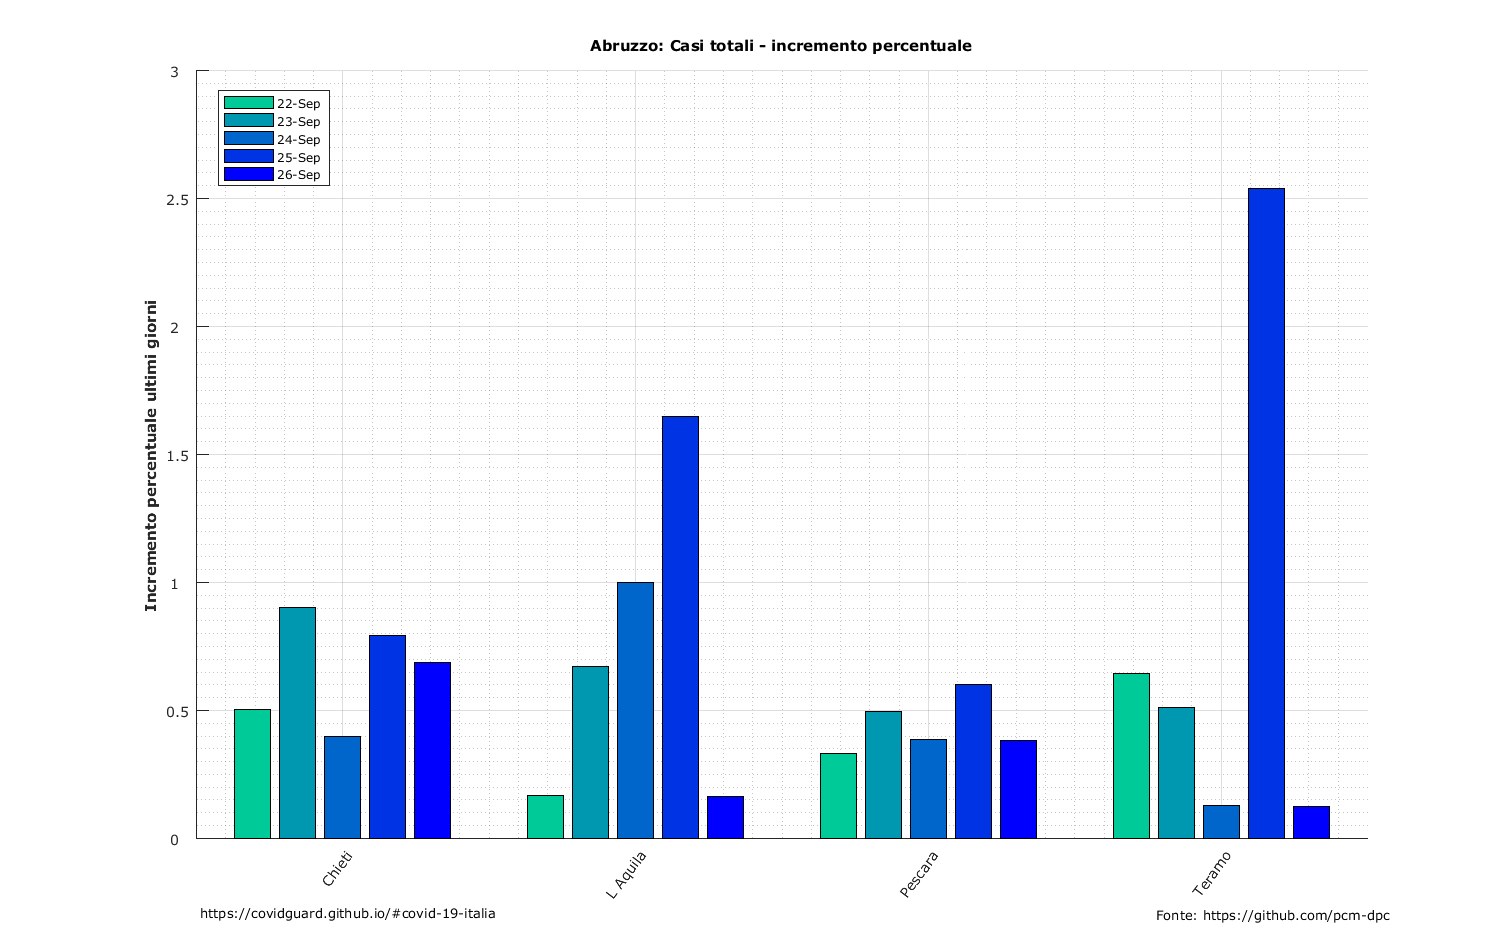 Abruzzo: Casi totali - incremento percentuale
3
2.5
2
1.5
1
0.5
0
Incremento percentuale ultimi giorni
22-Sep
23-Sep
24-Sep
25-Sep
26-Sep
Chieti
L Aquila
Pescara
Teramo
https://covidguard.github.io/#covid-19-italia
Fonte: https://github.com/pcm-dpc